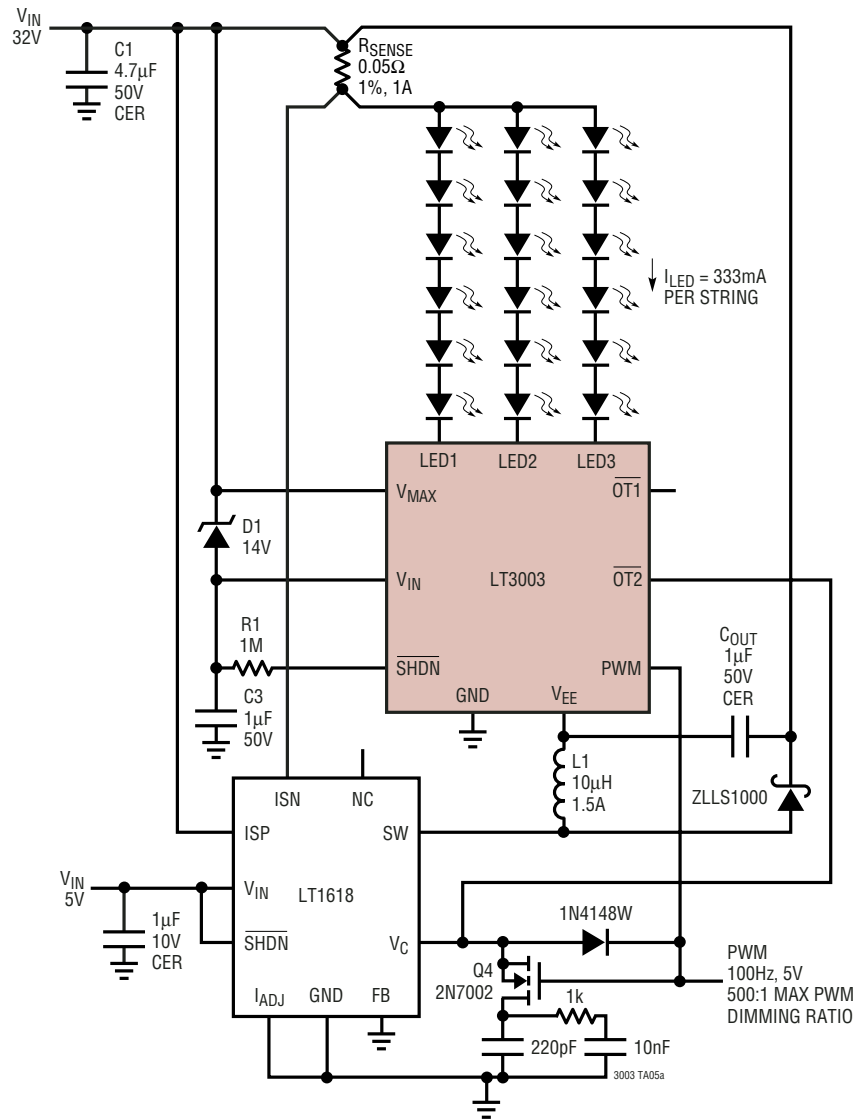 VIN
32V
C1
4.7µF
50V
CER
RSENSE
0.05Ω
1%, 1A
ILED = 333mA
PER STRING
LED1
LED2
LED3
VMAX
OT1
D1
14V
VIN
LT3003
OT2
R1
1M
SHDN
PWM
COUT
1µF
50V
CER
GND
VEE
C3
1µF
50V
L1
10µH
1.5A
ZLLS1000
ISN
NC
ISP
SW
VIN
5V
VIN
LT1618
1µF
10V
CER
SHDN
VC
1N4148W
Q4
2N7002
PWM
100Hz, 5V
500:1 MAX PWM
DIMMING RATIO
IADJ
GND
FB
1k
220pF
10nF
3003 TA05a